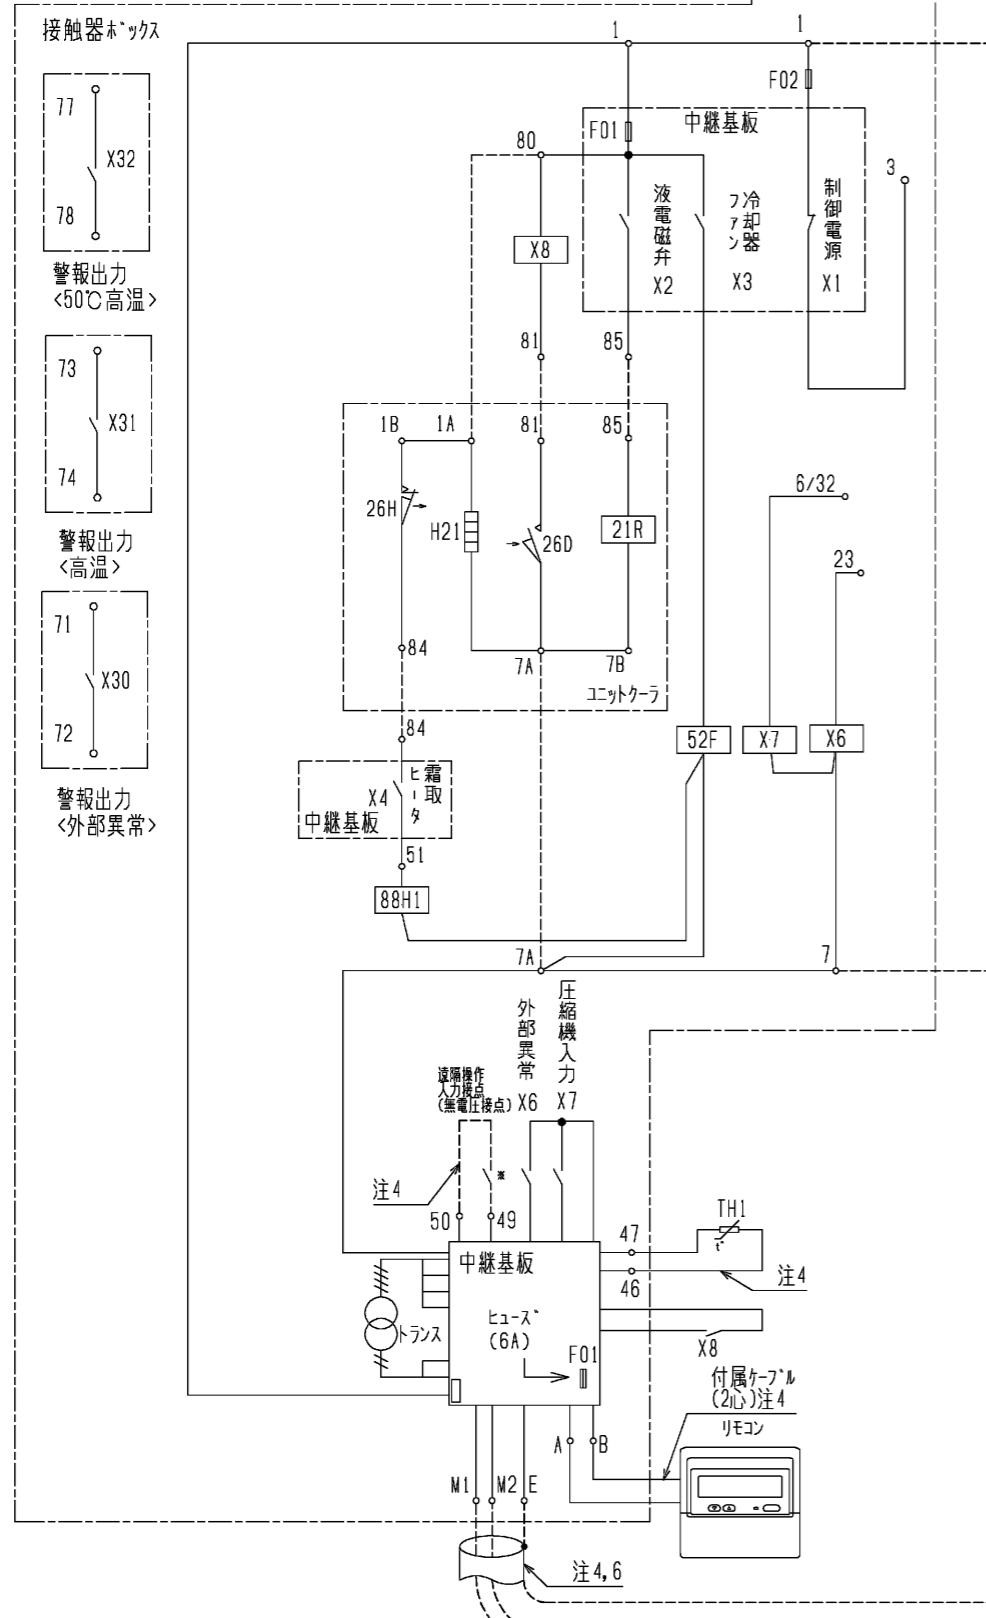 接触器ボックス
77
X32
78
警報出力
<50℃高温>
73
X31
74
警報出力
<高温>
71
X30
72
警報出力
<外部異常>
1
1
F02
F01
中継基板
80
3
液電磁弁
X2
冷却器
ファン
X3
制御電源
X1
X8
81
85
1B
1A
81
85
26H
H21
26D
21R
6/32
23
84
7A
7B
ユニットクーラ
84
52F
X7
X6
霜取
ヒータ
X4
中継基板
51
88H1
7A
7
外部異常
X6
圧縮機入力
X7
遠隔操作
入力接点
(無電圧接点)
※
注4
50
49
47
46
TH1
t°
注4
中継基板
ヒューズ
(6A)
F01
トランス
X8
付属ケーブル
(2心)注4
リモコン
A
B
M1
M2
E
注4,6